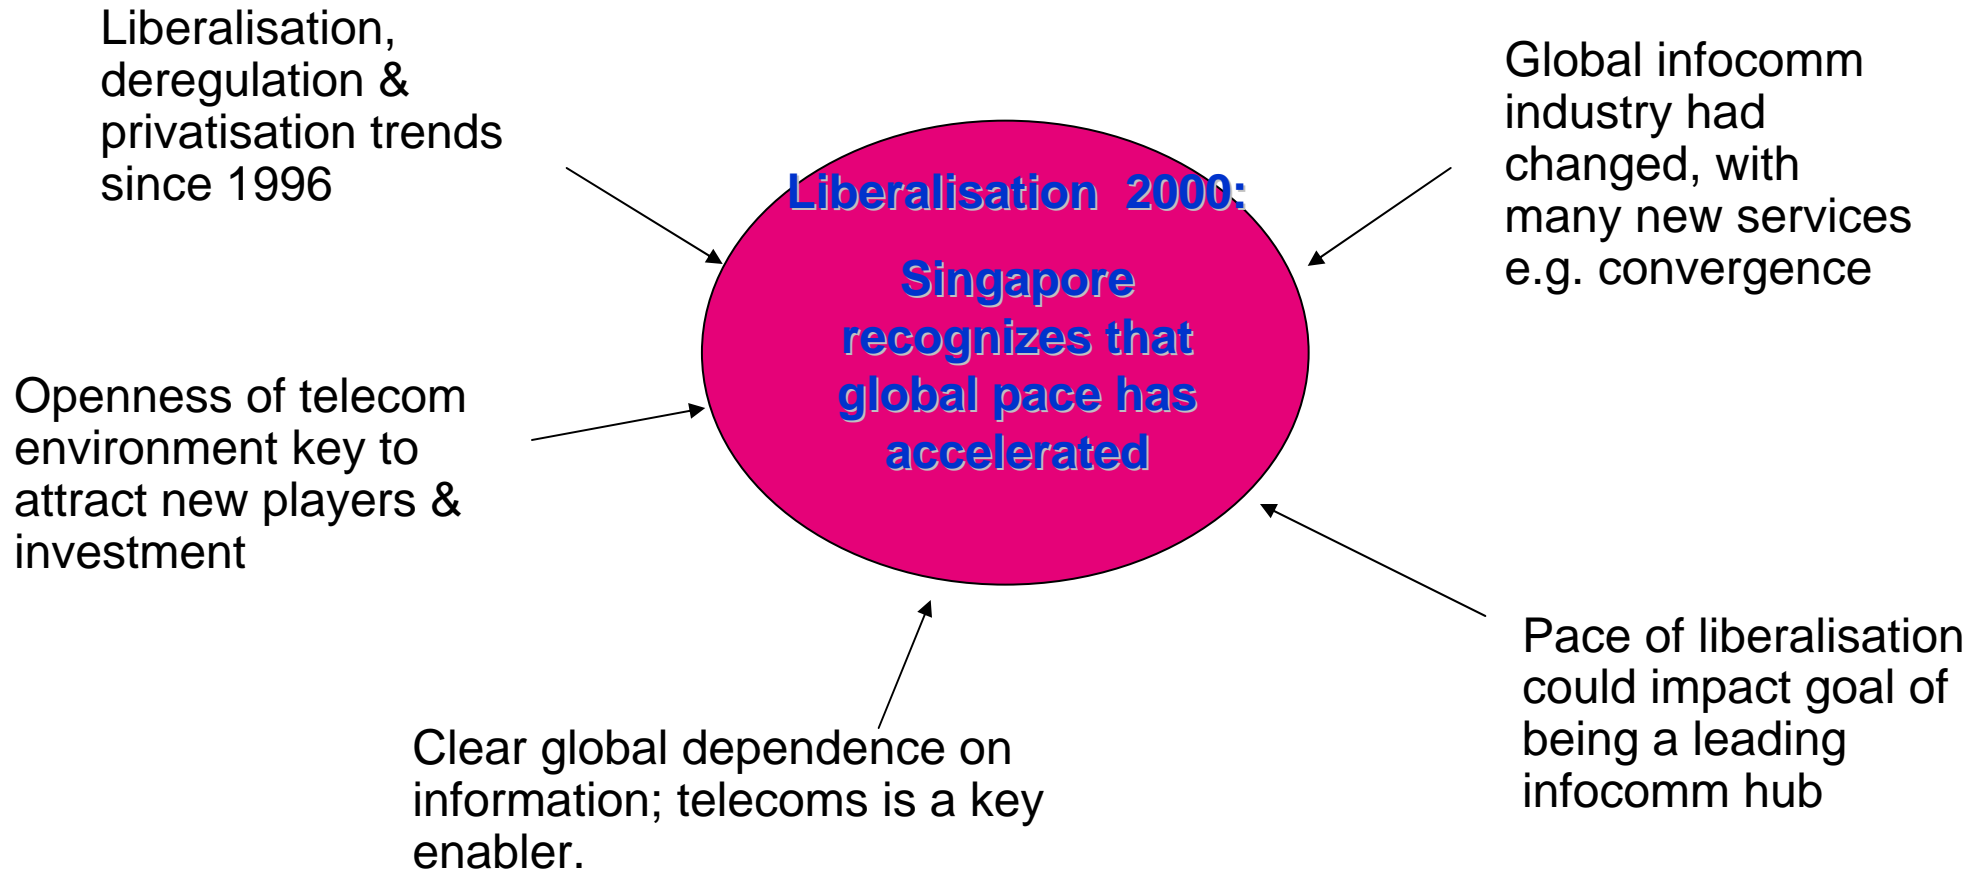 Liberalisation,
deregulation &
privatisation trends
since 1996
Global infocomm
industry had
changed, with
many new services
e.g. convergence
Liberalisation 2000:
Singapore
recognizes that
global pace has
accelerated
Openness of telecom
environment key to
attract new players &
investment
Clear global dependence on
information; telecoms is a key
enabler.
Pace of liberalisation
could impact goal of
being a leading
infocomm hub